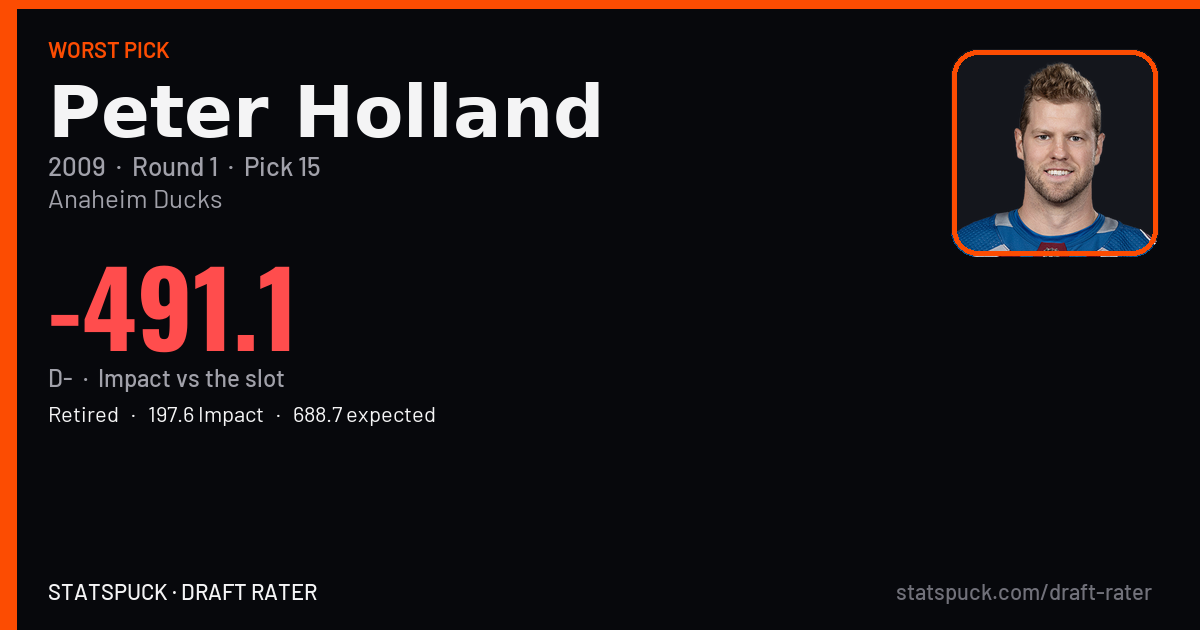 WORST PICK
Peter Holland
2009 · Round 1 · Pick 15
Anaheim Ducks
-491.1
D- · Impact vs the slot
Retired · 197.6 Impact · 688.7 expected
STATSPUCK · DRAFT RATER
statspuck.com/draft-rater